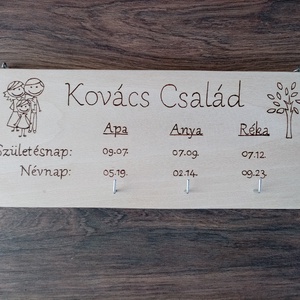 Kovács Család
Apa Anya Réka
Születésnap: 09.07. 07.09. 07.12.
Névnap: 05.19. 02.14. 09.23.